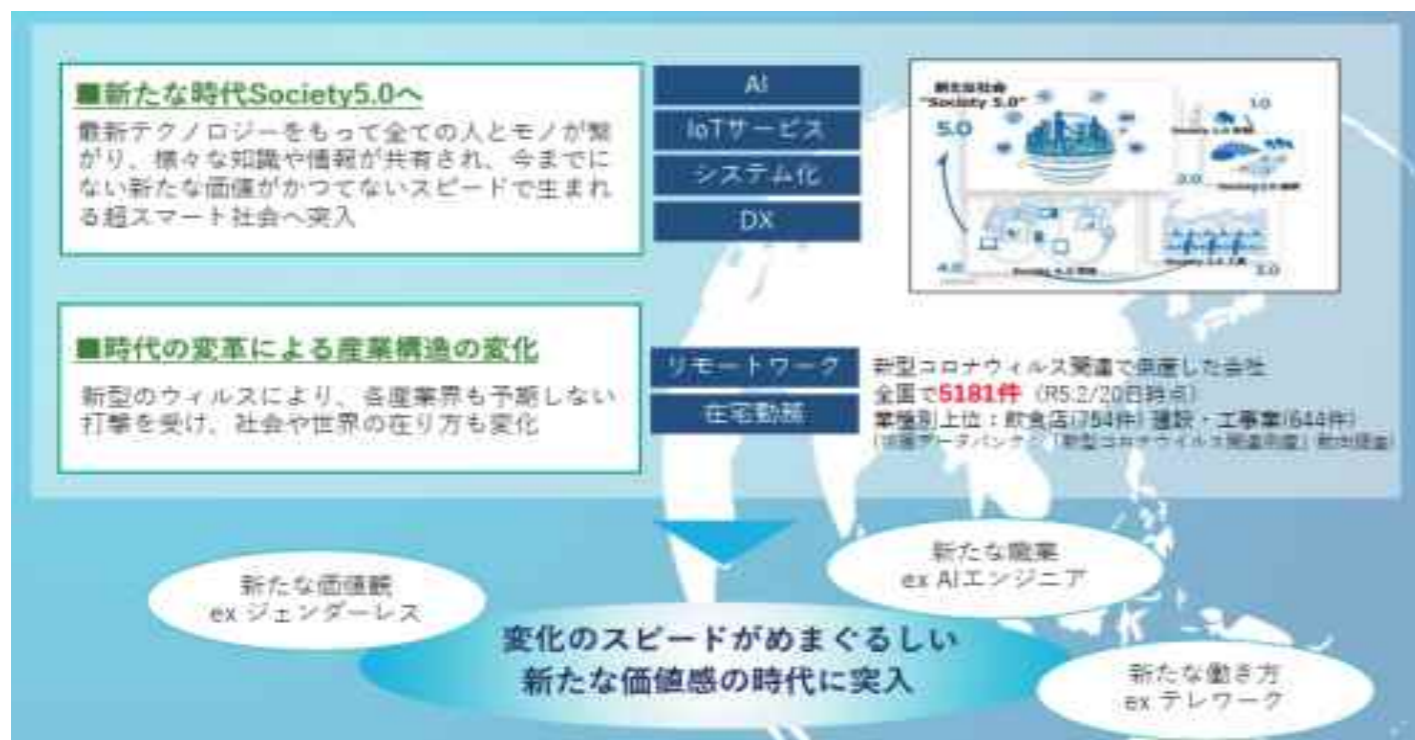 ■新たな時代Society5.0へ
最新テクノロジーをもって全ての人とモノが繋
がり、様々な知識や情報が共有され、今までに
ない新たな価値がかつてないスピードで生まれ
る超スマート社会へ突入
AI
IoTサービス
システム化
DX
新たな社会
"Society 5.0"
5.0
1.0
2.0
4.0
3.0
■時代の変革による産業構造の変化
新型のウィルスにより、各産業界も予期しない
打撃を受け、社会や世界の在り方も変化
リモートワーク
在宅勤務
新型コロナウィルス関連で倒産した会社
全国で5181件（R5.2/20日時点）
業種別上位：飲食店(754件) 建設・工事業(644件)
新たな価値観
ex ジェンダーレス
新たな職業
ex AIエンジニア
変化のスピードがめまぐるしい
新たな価値感の時代に突入
新たな働き方
ex テレワーク